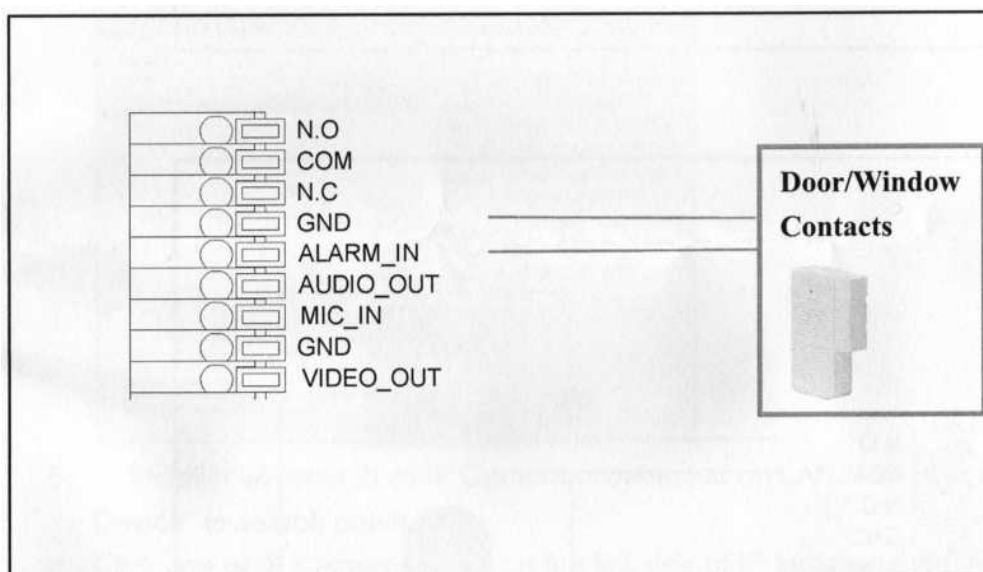 N.O
COM
N.C
GND
ALARM_IN
AUDIO_OUT
MIC_IN
GND
VIDEO_OUT
Door/Window
Contacts